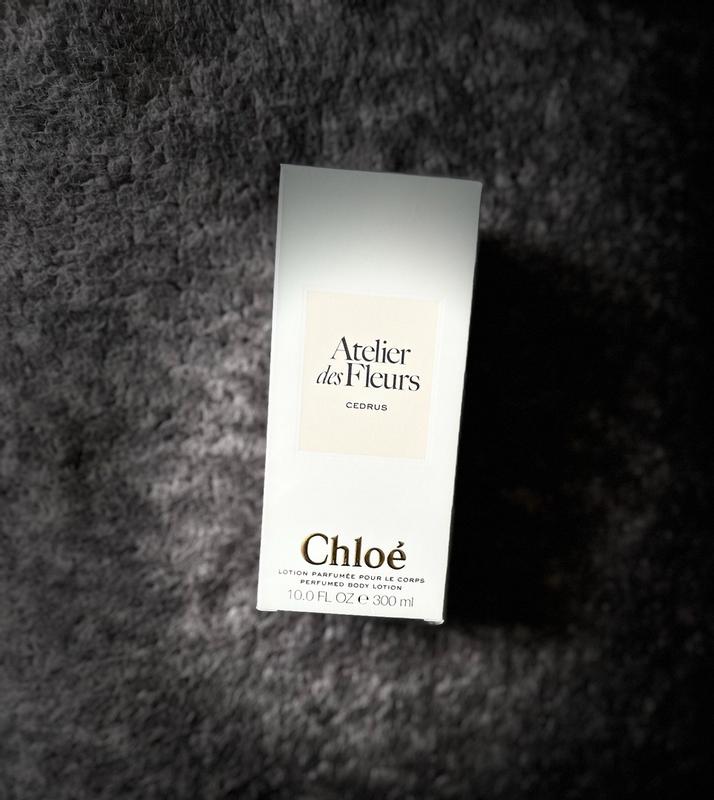 Atelier
des Fleurs
CEDRUS
Chloé
LOTION PARFUMÉE POUR LE CORPS
PERFUMED BODY LOTION
10.0 FL OZ ℮ 300 ml